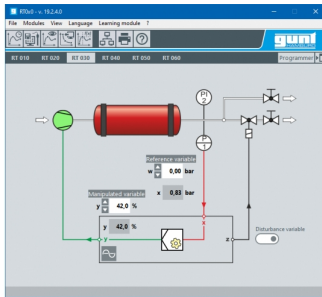 RT0x0 - v. 19.2.4.0
File Modules View Language Learning module ?
gunt
RT 010 RT 020 RT 030 RT 040 RT 050 RT 060 Programmer
PI
2
P
1
Reference variable
w 0,00 bar
x 0,83 bar
Manipulated variable
y 42,0 %
y 42,0 %
x
y
z
Disturbance variable